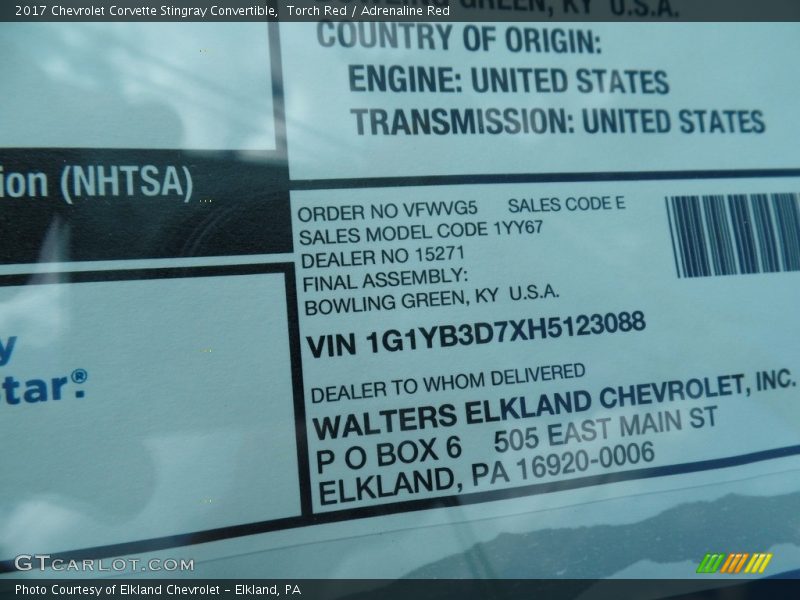 2017 Chevrolet Corvette Stingray Convertible,  Torch Red / Adrenaline Red
GREEN, KY U.S.A.
COUNTRY OF ORIGIN:
ENGINE: UNITED STATES
TRANSMISSION: UNITED STATES
(NHTSA)
ORDER NO VFWVG5 SALES CODE E
SALES MODEL CODE 1YY67
DEALER NO 15271
FINAL ASSEMBLY:
BOWLING GREEN, KY U.S.A.
VIN 1G1YB3D7XH5123088
DEALER TO WHOM DELIVERED
WALTERS ELKLAND CHEVROLET, INC.
P O BOX 6 505 EAST MAIN ST
ELKLAND, PA 16920-0006
GTCARLOT.COM
Photo Courtesy of Elkland Chevrolet - Elkland, PA